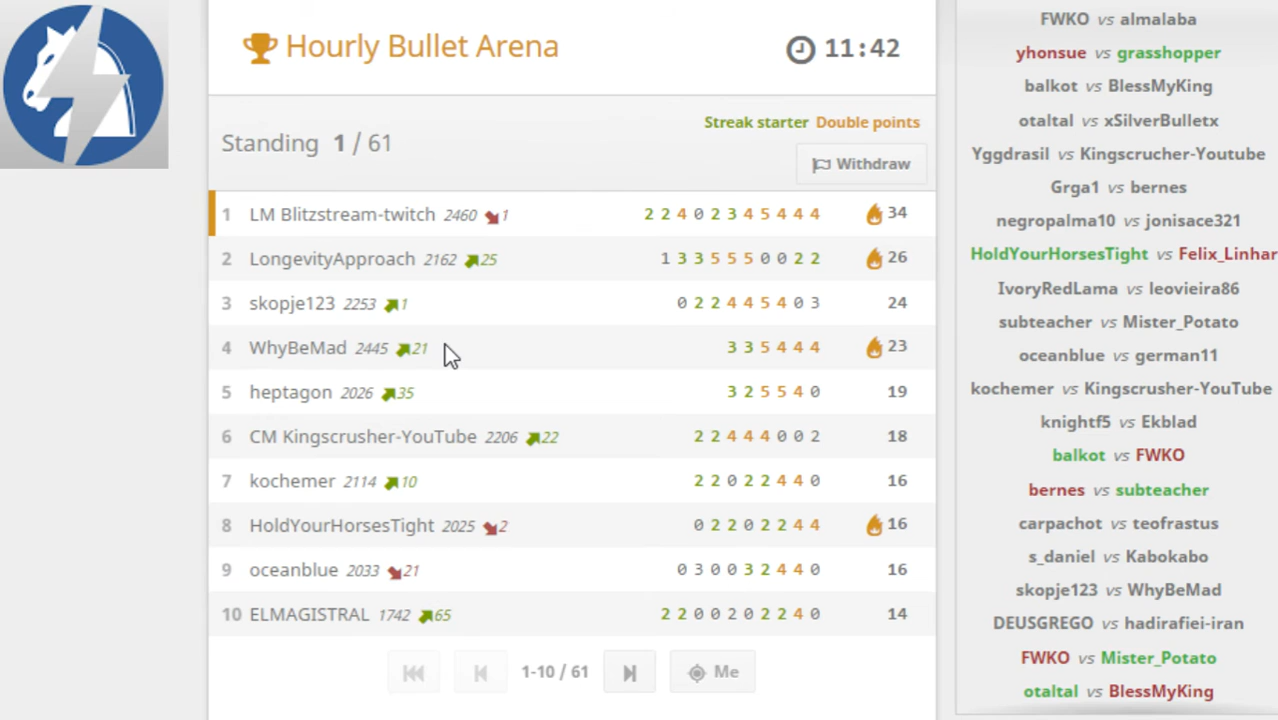 Hourly Bullet Arena
11:42
Standing 1 / 61
Streak starter Double points
Withdraw
1 LM Blitzstream-twitch 2460 1 2 2 4 0 2 3 4 5 4 4 4 34
2 LongevityApproach 2162 25 1 3 3 5 5 5 0 0 2 2 26
3 skopje123 2253 1 0 2 2 4 4 5 4 0 3 24
4 WhyBeMad 2445 21 3 3 5 4 4 4 23
5 heptagon 2026 35 3 2 5 5 4 0 19
6 CM Kingscrusher-YouTube 2206 22 2 2 4 4 4 0 0 2 18
7 kochemer 2114 10 2 2 0 2 2 4 4 0 16
8 HoldYourHorsesTight 2025 2 0 2 2 0 2 2 4 4 16
9 oceanblue 2033 21 0 3 0 0 3 2 4 4 0 16
10 ELMAGISTRAL 1742 65 2 2 0 0 2 0 2 2 4 0 14
1-10 / 61
Me
FWKO vs almalaba
yhonsue vs grasshopper
balkot vs BlessMyKing
otaltal vs xSilverBulletx
Yggdrasil vs Kingscrucher-Youtube
Grga1 vs bernes
negropalma10 vs jonisace321
HoldYourHorsesTight vs Felix_Linhar
IvoryRedLama vs leovieira86
subteacher vs Mister_Potato
oceanblue vs german11
kochemer vs Kingscrusher-YouTube
knightf5 vs Ekblad
balkot vs FWKO
bernes vs subteacher
carpachot vs teofrastus
s_daniel vs Kabokabo
skopje123 vs WhyBeMad
DEUSGREGO vs hadirafiei-iran
FWKO vs Mister_Potato
otaltal vs BlessMyKing